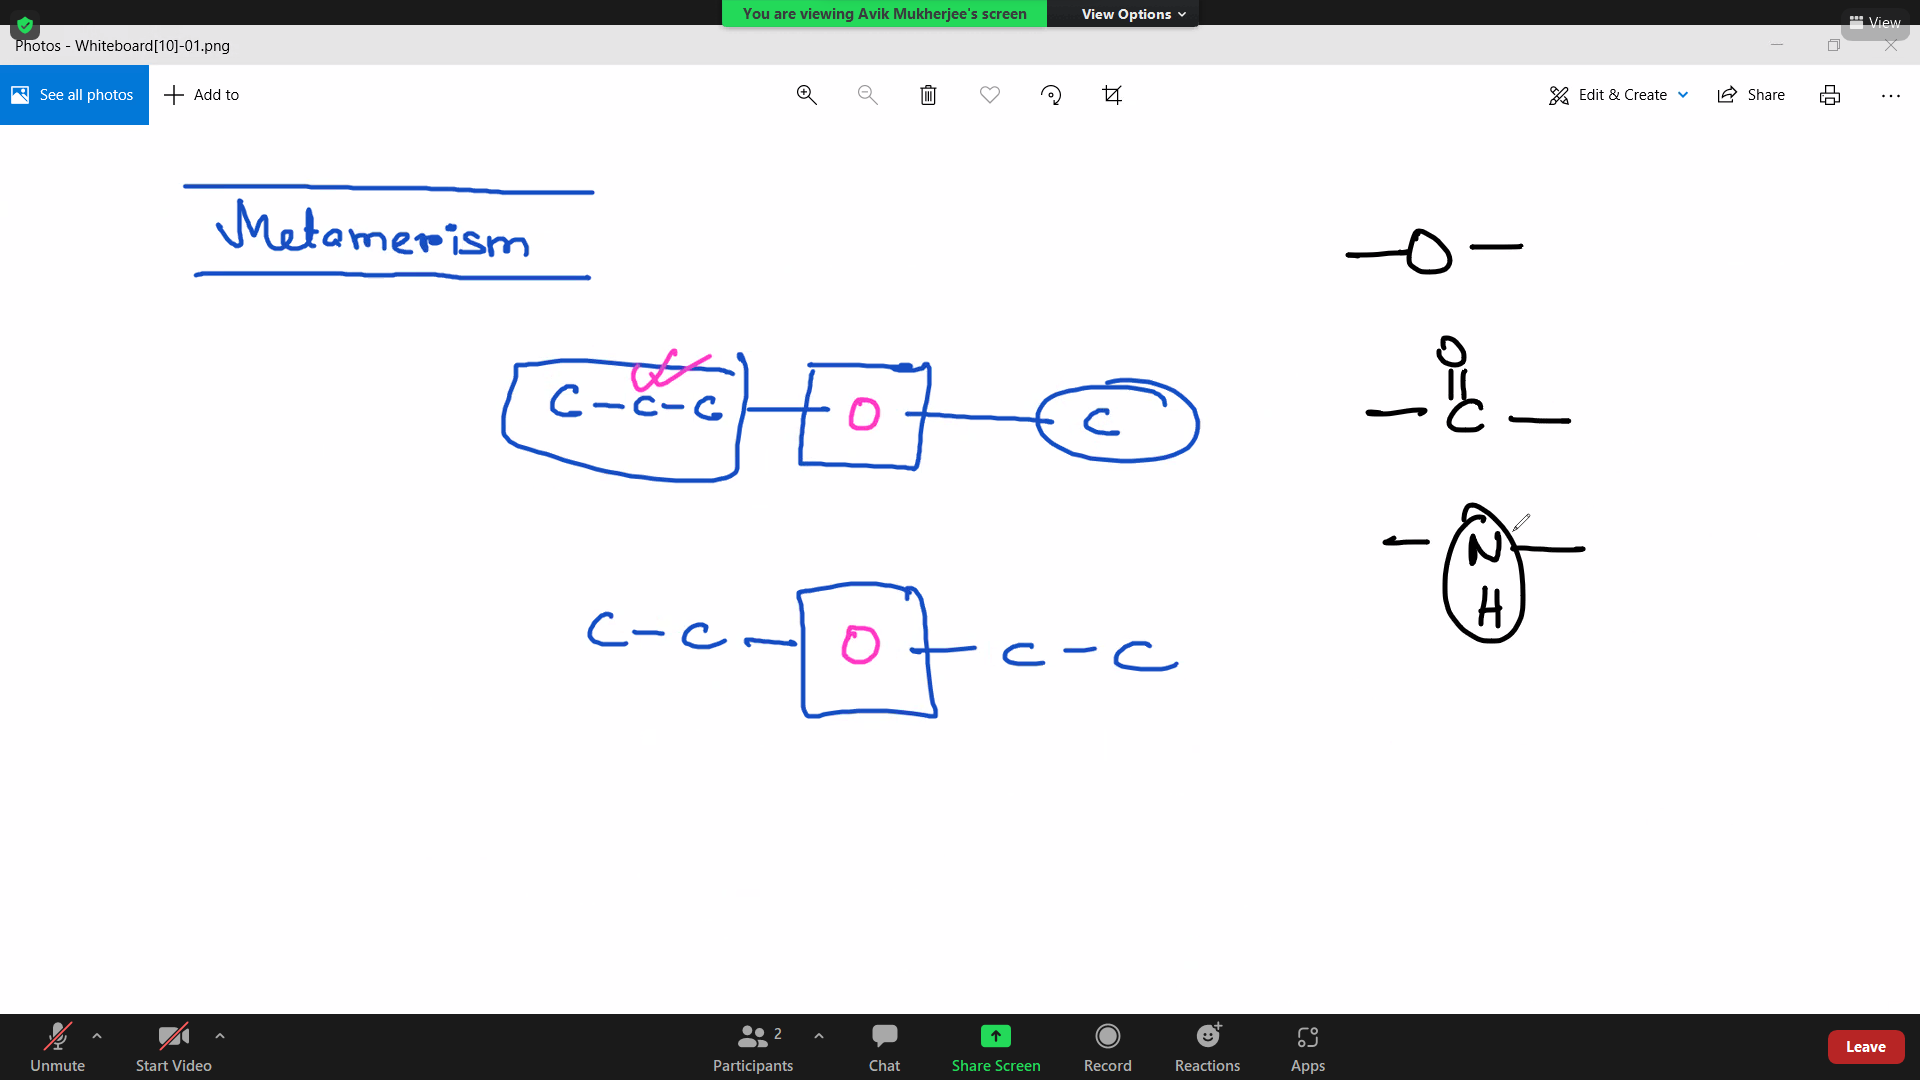 You are viewing Avik Mukherjee's screen View Options
View
Photos - Whiteboard[10]-01.png
See all photos Add to Edit & Create Share
Metamerism
— O —
O
C - C - C — O — C
— C —
— N —
H
C - C — O — C - C
Unmute Start Video Participants 2 Chat Share Screen Record Reactions Apps Leave